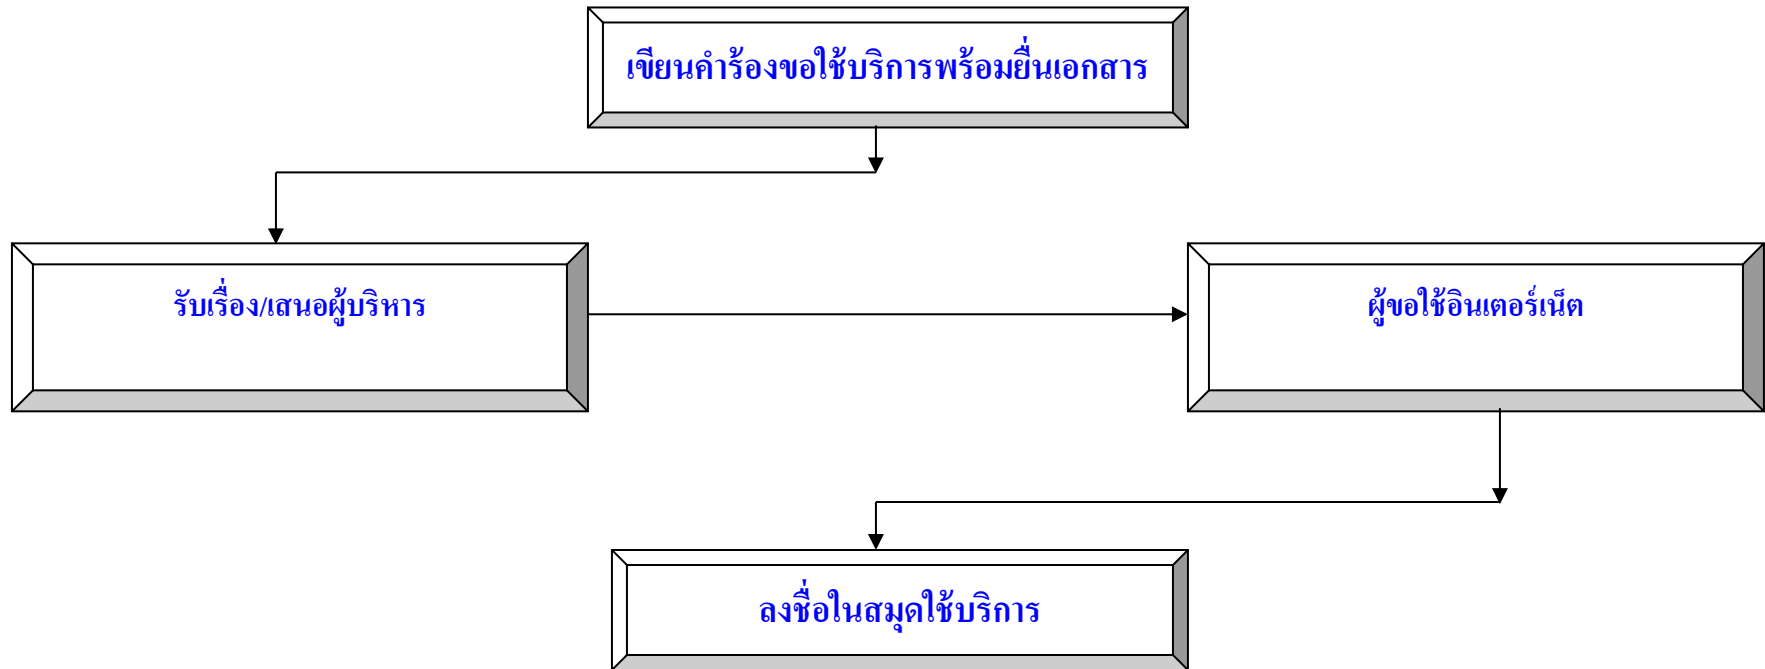 เขียนคำร้องขอใช้บริการพร้อมยื่นเอกสาร
รับเรื่อง/เสนอผู้บริหาร
ผู้ขอใช้อินเตอร์เน็ต
ลงชื่อในสมุดใช้บริการ